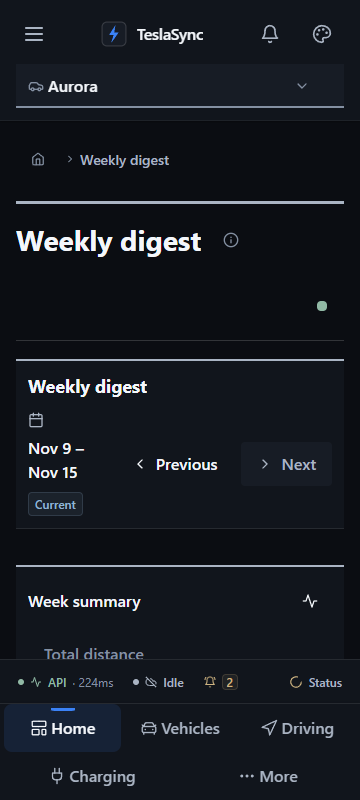 TeslaSync
Aurora
Weekly digest
Weekly digest
Weekly digest
Nov 9 –
Nov 15
Current
Previous
Next
Week summary
Total distance
API · 224ms
Idle
2
Status
Home
Vehicles
Driving
Charging
More